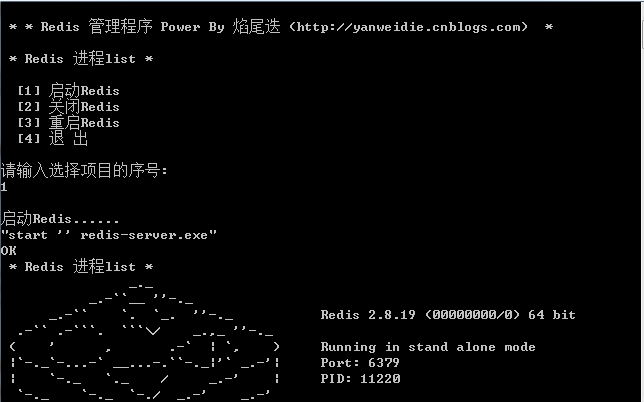 * * Redis 管理程序 Power By 焰尾迭 (http://yanweidie.cnblogs.com) *
* Redis 进程list *
[1] 启动Redis
[2] 关闭Redis
[3] 重启Redis
[4] 退 出
请输入选择项目的序号:
1
启动Redis......
"start '' redis-server.exe"
OK
* Redis 进程list *
Redis 2.8.19 (00000000/0) 64 bit
Running in stand alone mode
Port: 6379
PID: 11220